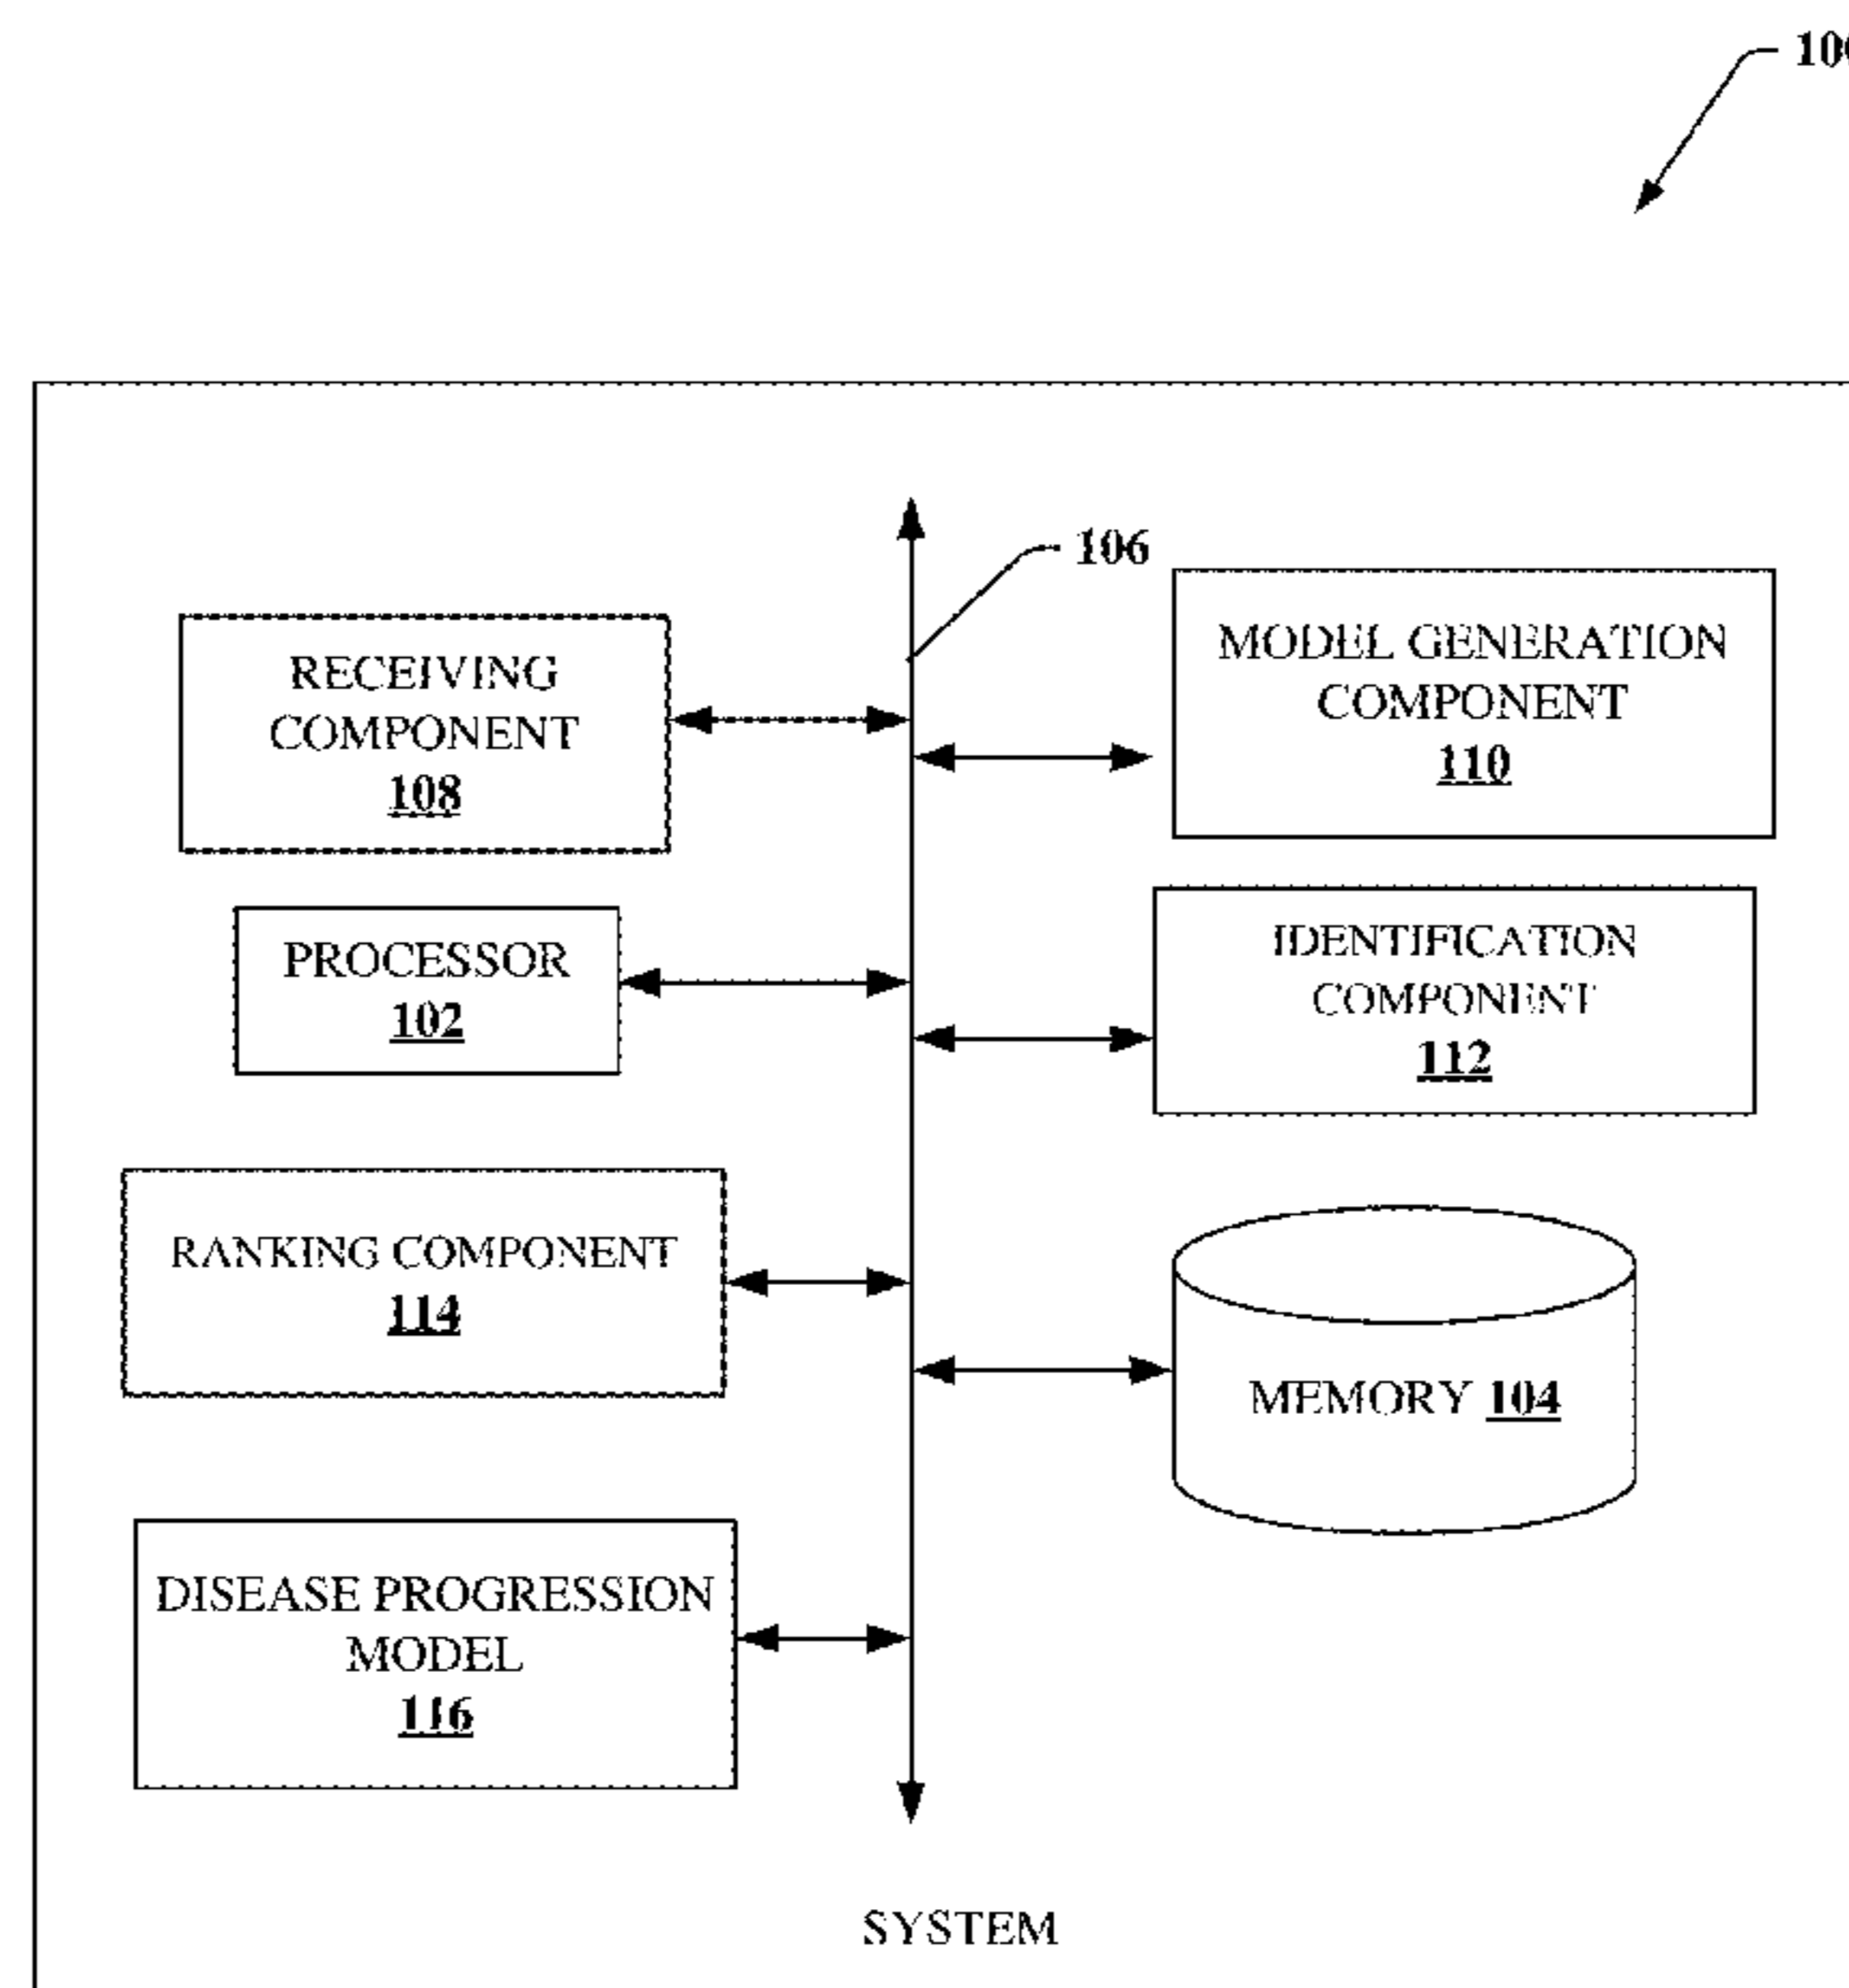 100
106
RECEIVING
COMPONENT
108
MODEL GENERATION
COMPONENT
110
PROCESSOR
102
IDENTIFICATION
COMPONENT
112
RANKING COMPONENT
114
MEMORY 104
DISEASE PROGRESSION
MODEL
116
SYSTEM